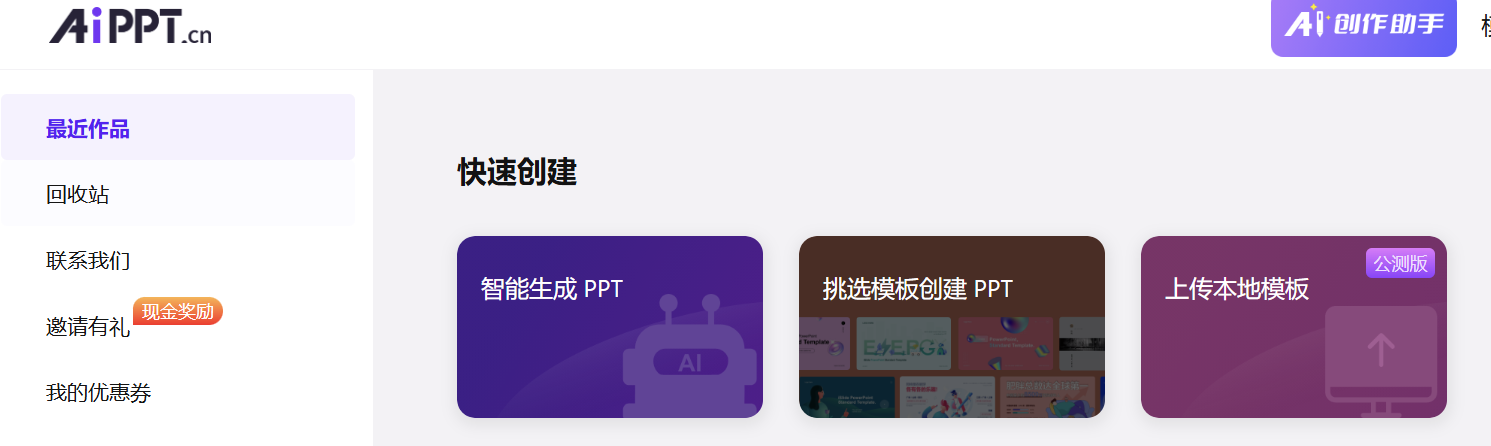 AiPPT.cn
Ai 创作助手
最近作品
回收站
联系我们
邀请有礼
现金奖励
我的优惠券
快速创建
智能生成 PPT
AI
挑选模板创建 PPT
上传本地模板
公测版